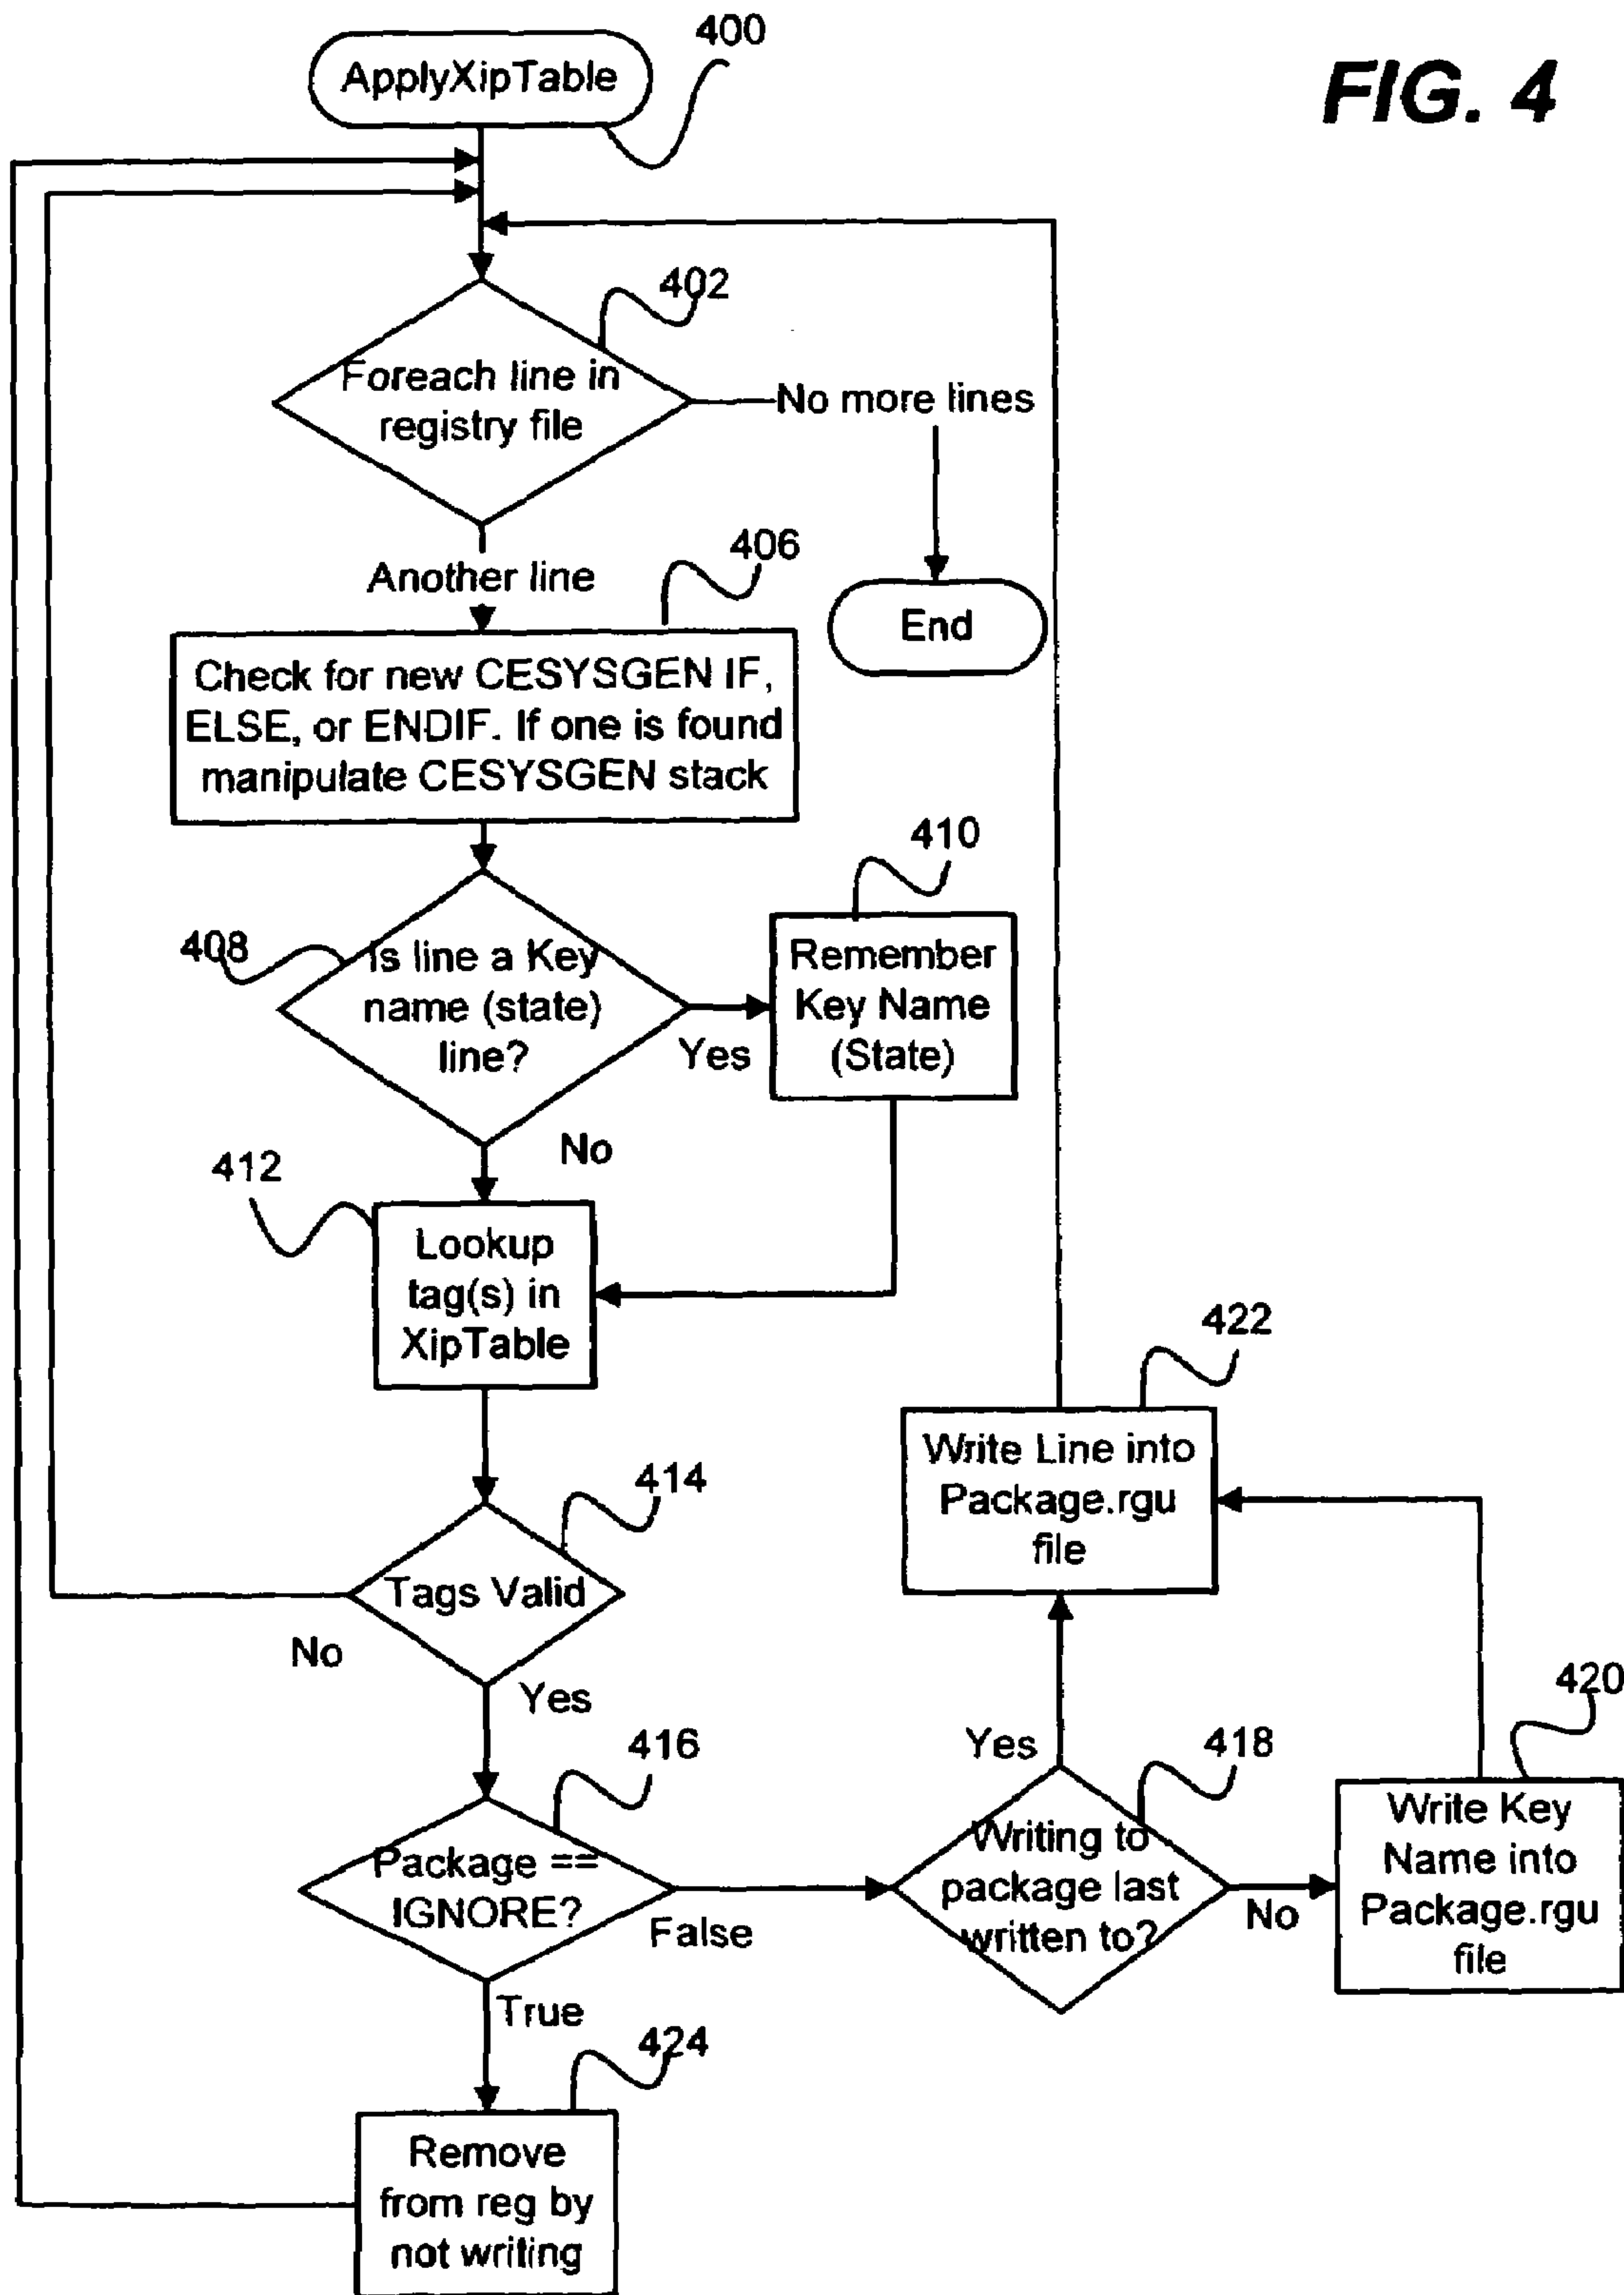 400
ApplyXipTable
FIG. 4
402
Foreach line in
registry file
No more lines
Another line
406
End
Check for new CESYSGEN IF,
ELSE, or ENDIF. If one is found
manipulate CESYSGEN stack
410
408
Is line a Key
name (state)
line?
Yes
Remember
Key Name
(State)
No
412
Lookup
tag(s) in
XipTable
422
Write Line into
Package.rgu
file
414
Tags Valid
No
Yes
416
Package ==
IGNORE?
False
True
Yes
418
Writing to
package last
written to?
No
420
Write Key
Name into
Package.rgu
file
424
Remove
from reg by
not writing